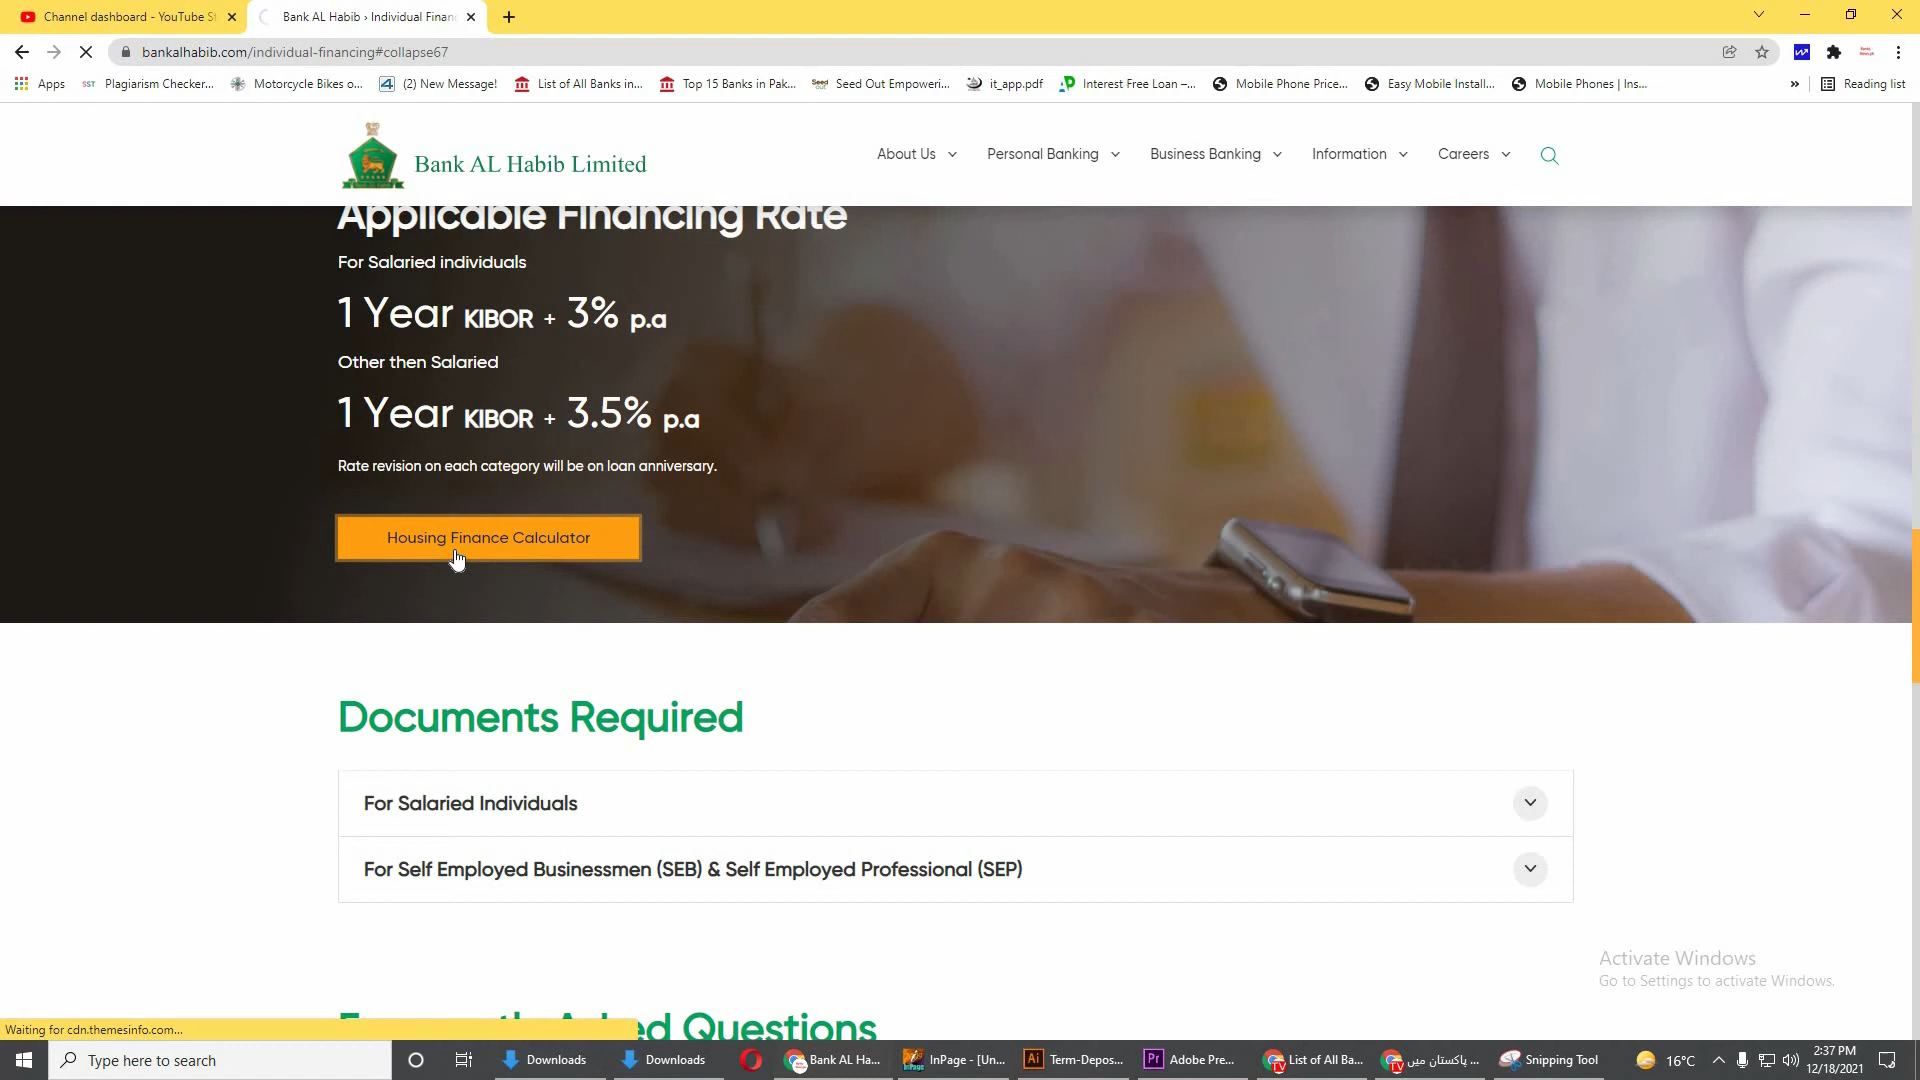 Channel dashboard - YouTube St
Bank AL Habib › Individual Finan
bankalhabib.com/individual-financing#collapse67
Apps
SST Plagiarism Checker...
Motorcycle Bikes o...
(2) New Message!
List of All Banks in...
Top 15 Banks in Pak...
Seed Out Empoweri...
it_app.pdf
Interest Free Loan –...
Mobile Phone Price...
Easy Mobile Install...
Mobile Phones | Ins...
»
Reading list
Bank AL Habib Limited
About Us
Personal Banking
Business Banking
Information
Careers
Applicable Financing Rate
For Salaried individuals
1 Year KIBOR + 3% p.a
Other then Salaried
1 Year KIBOR + 3.5% p.a
Rate revision on each category will be on loan anniversary.
Housing Finance Calculator
Documents Required
For Salaried Individuals
For Self Employed Businessmen (SEB) & Self Employed Professional (SEP)
Activate Windows
Go to Settings to activate Windows.
Waiting for cdn.themesinfo.com...
Asked Questions
Type here to search
Downloads
Downloads
Bank AL Ha...
InPage - [Un...
Term-Depos...
Adobe Pre...
List of All Ba...
پاکستان میں ...
Snipping Tool
16°C
2:37 PM
12/18/2021